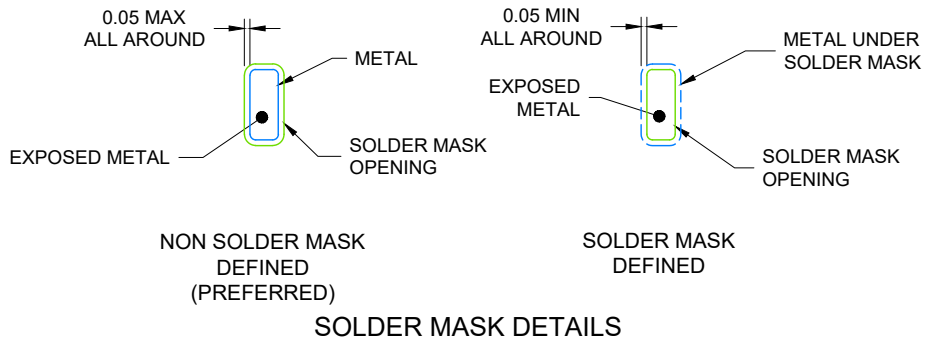 0.05 MAX
ALL AROUND
METAL
EXPOSED METAL
SOLDER MASK
OPENING
NON SOLDER MASK
DEFINED
(PREFERRED)
0.05 MIN
ALL AROUND
METAL UNDER
SOLDER MASK
EXPOSED
METAL
SOLDER MASK
OPENING
SOLDER MASK
DEFINED
SOLDER MASK DETAILS